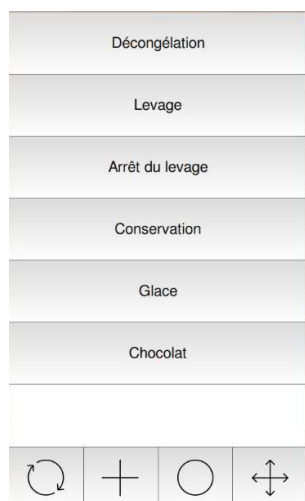 Décongélation
Levage
Arrêt du levage
Conservation
Glace
Chocolat